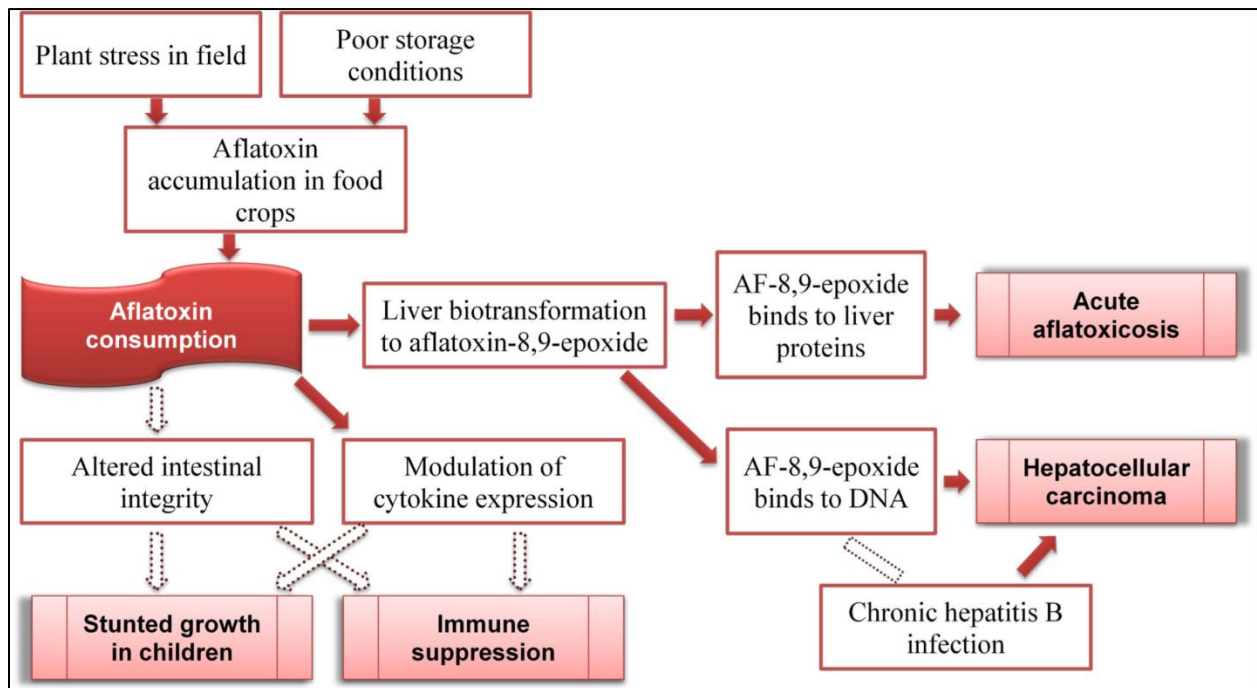 Plant stress in field
Poor storage
conditions
Aflatoxin
accumulation in food
crops
Aflatoxin
consumption
Liver biotransformation
to aflatoxin-8,9-epoxide
AF-8,9-epoxide
binds to liver
proteins
Acute
aflatoxicosis
Altered intestinal
integrity
Modulation of
cytokine expression
AF-8,9-epoxide
binds to DNA
Hepatocellular
carcinoma
Stunted growth
in children
Immune
suppression
Chronic hepatitis B
infection